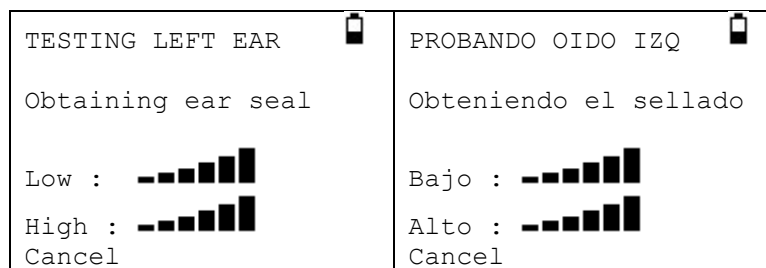 TESTING LEFT EAR
Obtaining ear seal
Low :
High :
Cancel
PROBANDO OIDO IZQ
Obteniendo el sellado
Bajo :
Alto :
Cancel